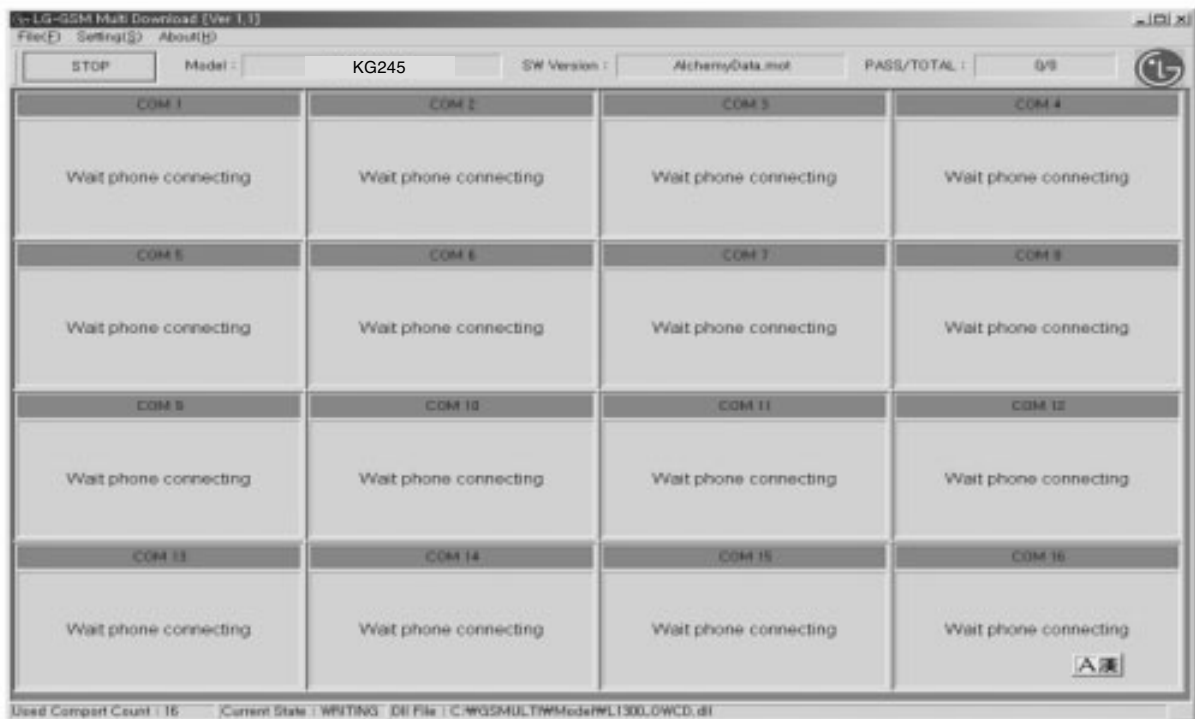 LG-GSM Multi Download [Ver 1,1]
File(F) Setting(S) About(H)
STOP Model : KG245 SW Version : AlchemyData.mot PASS/TOTAL : 0/0
COM 1 COM 2 COM 3 COM 4
Wait phone connecting Wait phone connecting Wait phone connecting Wait phone connecting
COM 5 COM 6 COM 7 COM 8
Wait phone connecting Wait phone connecting Wait phone connecting Wait phone connecting
COM 9 COM 10 COM 11 COM 12
Wait phone connecting Wait phone connecting Wait phone connecting Wait phone connecting
COM 13 COM 14 COM 15 COM 16
Wait phone connecting Wait phone connecting Wait phone connecting Wait phone connecting
A漢
Used Comport Count : 16 Current State : WRITING Dll File : C:₩GSMULTI₩Model₩L1300_OWCD.dll